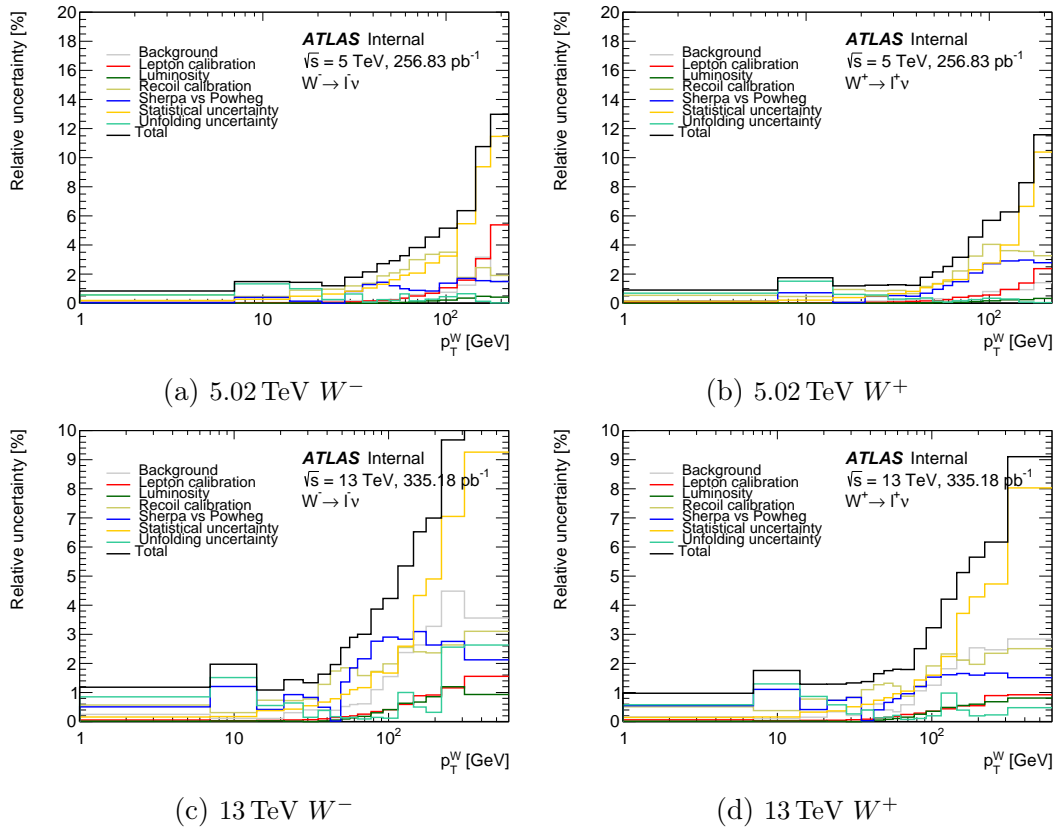 Relative uncertainty [%]
20
18
16
14
12
10
8
6
4
2
0
ATLAS Internal
√s = 5 TeV, 256.83 pb⁻¹
W⁻→ l⁻ν
Background
Lepton calibration
Luminosity
Recoil calibration
Sherpa vs Powheg
Statistical uncertainty
Unfolding uncertainty
Total
1 10 10²
p_T^W [GeV]
(a) 5.02 TeV W⁻
Relative uncertainty [%]
20
18
16
14
12
10
8
6
4
2
0
ATLAS Internal
√s = 5 TeV, 256.83 pb⁻¹
W⁺→ l⁺ν
Background
Lepton calibration
Luminosity
Recoil calibration
Sherpa vs Powheg
Statistical uncertainty
Unfolding uncertainty
Total
1 10 10²
p_T^W [GeV]
(b) 5.02 TeV W⁺
Relative uncertainty [%]
10
9
8
7
6
5
4
3
2
1
0
ATLAS Internal
√s = 13 TeV, 335.18 pb⁻¹
W⁻→ l⁻ν
Background
Lepton calibration
Luminosity
Recoil calibration
Sherpa vs Powheg
Statistical uncertainty
Unfolding uncertainty
Total
1 10 10²
p_T^W [GeV]
(c) 13 TeV W⁻
Relative uncertainty [%]
10
9
8
7
6
5
4
3
2
1
0
ATLAS Internal
√s = 13 TeV, 335.18 pb⁻¹
W⁺→ l⁺ν
Background
Lepton calibration
Luminosity
Recoil calibration
Sherpa vs Powheg
Statistical uncertainty
Unfolding uncertainty
Total
1 10 10²
p_T^W [GeV]
(d) 13 TeV W⁺